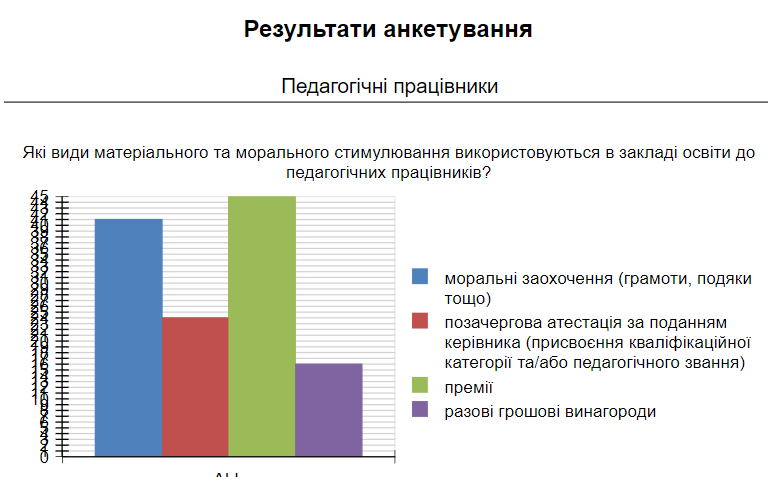 Результати анкетування
Педагогічні працівники
Які види матеріального та морального стимулювання використовуються в закладі освіти до
педагогічних працівників?
45
0
моральні заохочення (грамоти, подяки
тощо)
позачергова атестація за поданням
керівника (присвоєння кваліфікаційної
категорії та/або педагогічного звання)
премії
разові грошові винагороди